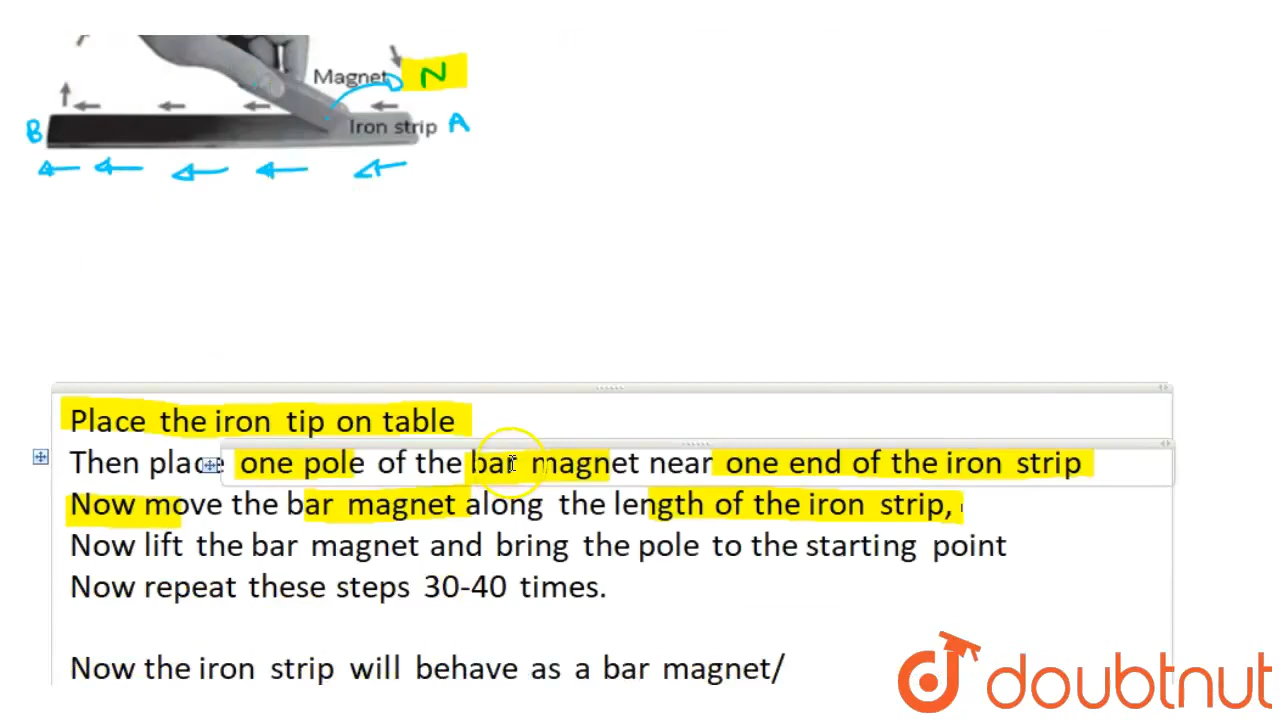 Magnet N
B Iron strip A
Place the iron tip on table
Then place one pole of the bar magnet near one end of the iron strip
Now move the bar magnet along the length of the iron strip,
Now lift the bar magnet and bring the pole to the starting point
Now repeat these steps 30-40 times.
Now the iron strip will behave as a bar magnet/
doubtnut